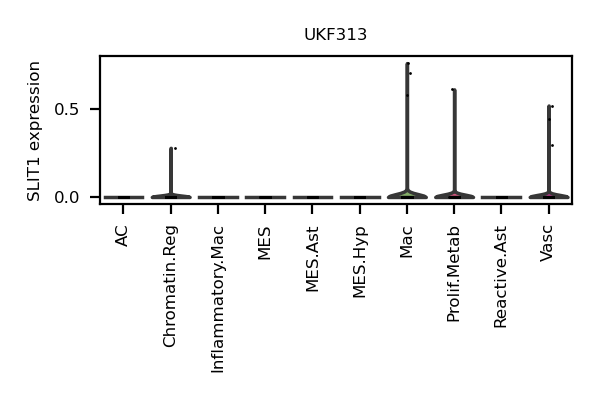 UKF313
SLIT1 expression
0.5
0.0
AC
Chromatin.Reg
Inflammatory.Mac
MES
MES.Ast
MES.Hyp
Mac
Prolif.Metab
Reactive.Ast
Vasc